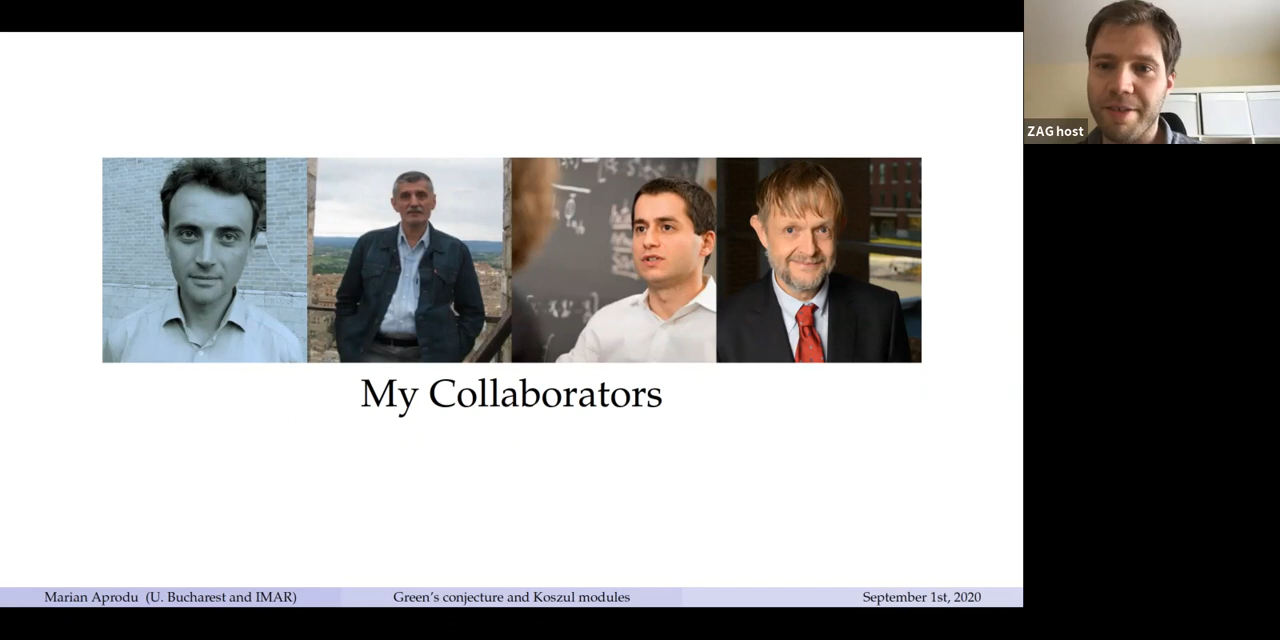 ZAG host
My Collaborators
Marian Aprodu (U. Bucharest and IMAR)
Green's conjecture and Koszul modules
September 1st, 2020